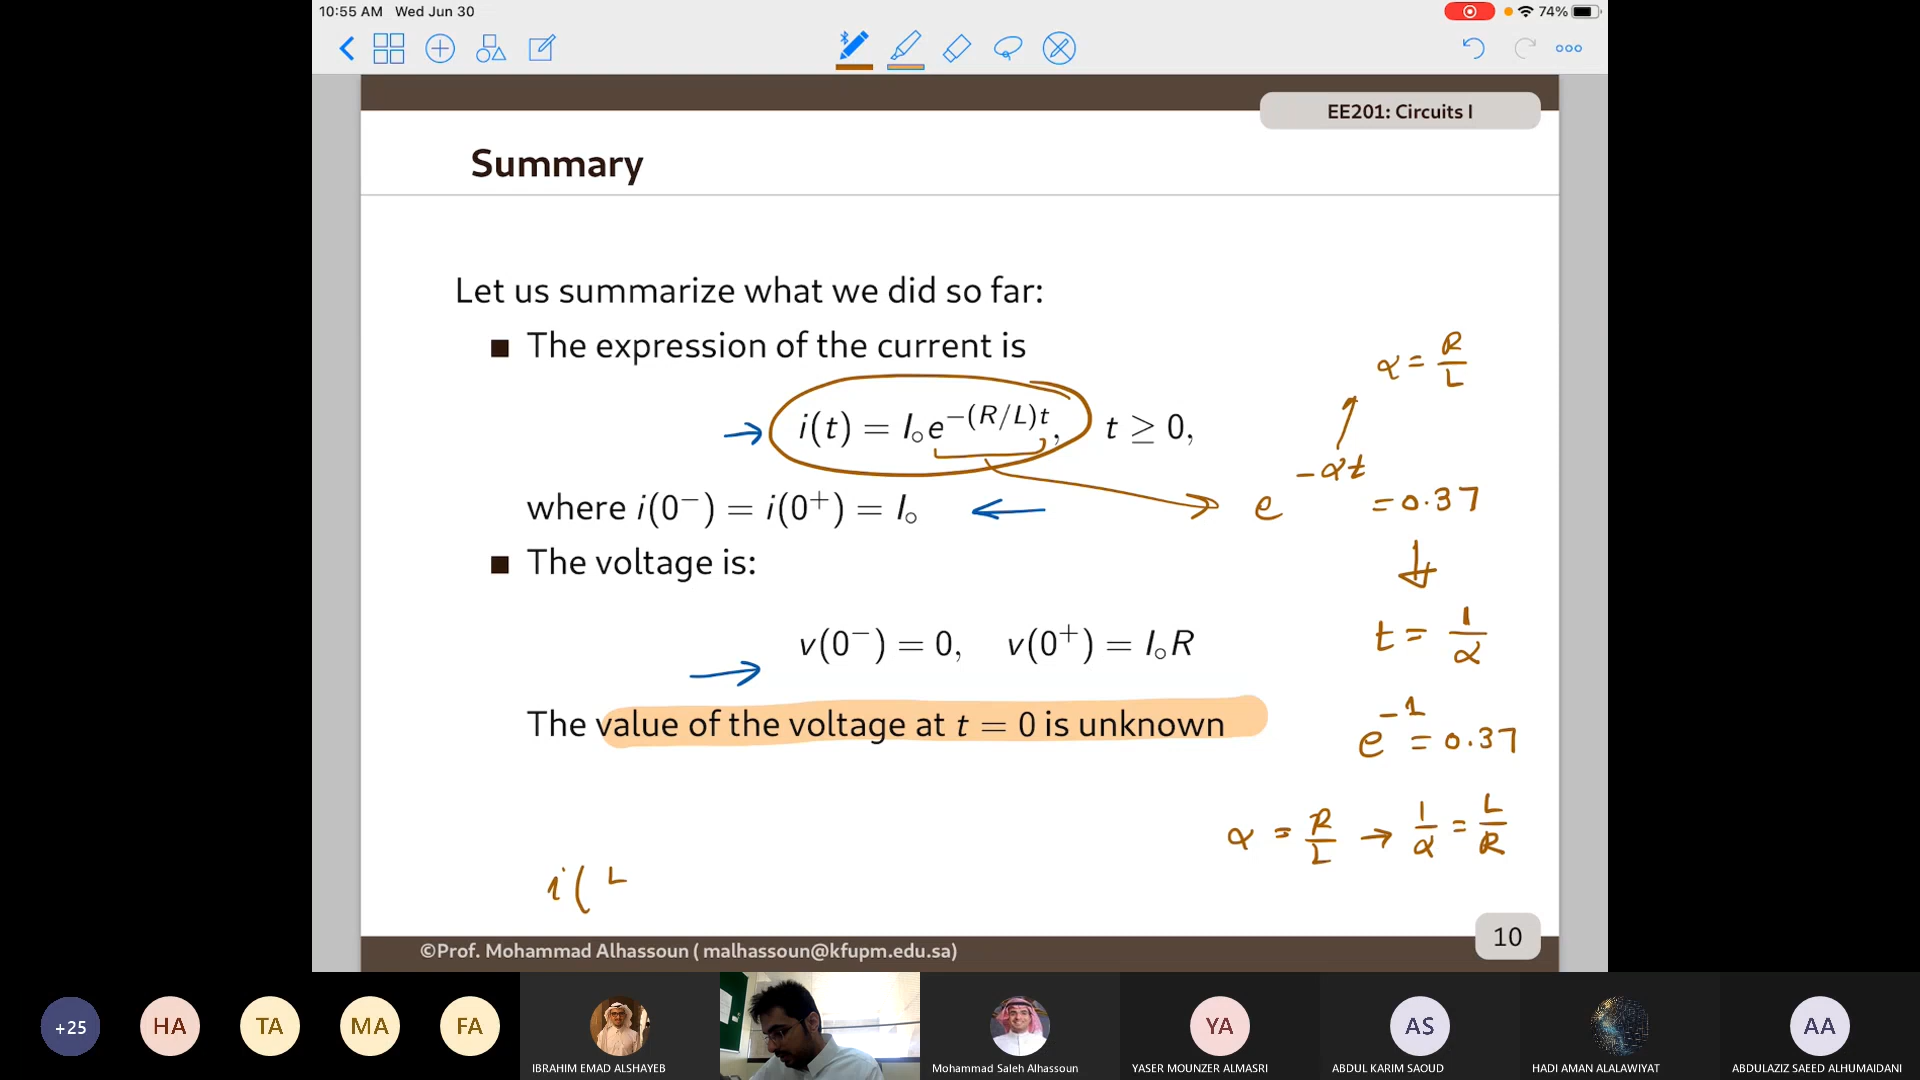 10:55 AM Wed Jun 30
74%
EE201: Circuits I
Summary
Let us summarize what we did so far:
■ The expression of the current is
α = R/L
→ i(t) = I₀e^−(R/L)t, t ≥ 0,
e^−αt = 0.37
where i(0⁻) = i(0⁺) = I₀ ←
■ The voltage is:
t = 1/α
v(0⁻) = 0, v(0⁺) = I₀R
The value of the voltage at t = 0 is unknown
e^−1 = 0.37
α = R/L → 1/α = L/R
i( L
10
©Prof. Mohammad Alhassoun ( malhassoun@kfupm.edu.sa)
+25
HA
TA
MA
FA
YA
AS
AA
IBRAHIM EMAD ALSHAYEB
Mohammad Saleh Alhassoun
YASER MOUNZER ALMASRI
ABDUL KARIM SAOUD
HADI AMAN ALALAWIYAT
ABDULAZIZ SAEED ALHUMAIDANI